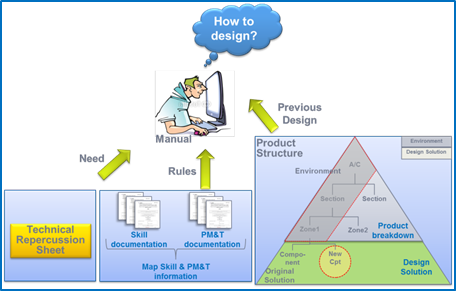 How to
design?
Manual
Previous
Design
Need
Rules
Technical
Repercussion
Sheet
Skill
documentation
PM&T
documentation
Map Skill & PM&T
information
Product
Structure
Environment
Design Solution
A/C
Environment
Section
Section
Zone1
Zone2
Product
breakdown
Compo-
nent
New
Cpt
Original
Solution
Design
Solution